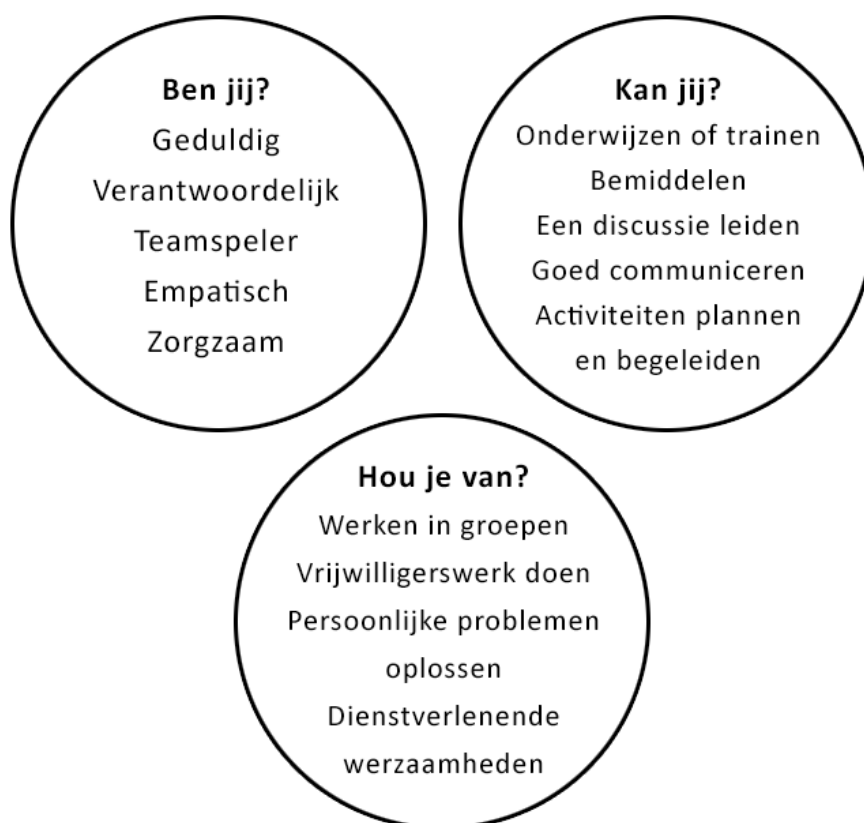 Ben jij?
Geduldig
Verantwoordelijk
Teamspeler
Empatisch
Zorgzaam
Kan jij?
Onderwijzen of trainen
Bemiddelen
Een discussie leiden
Goed communiceren
Activiteiten plannen
en begeleiden
Hou je van?
Werken in groepen
Vrijwilligerswerk doen
Persoonlijke problemen
oplossen
Dienstverlenende
werzaamheden